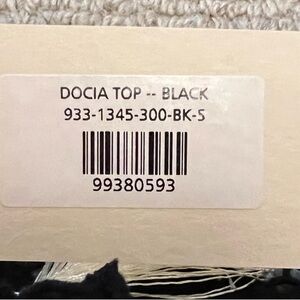 DOCIA TOP -- BLACK
933-1345-300-BK-S
99380593